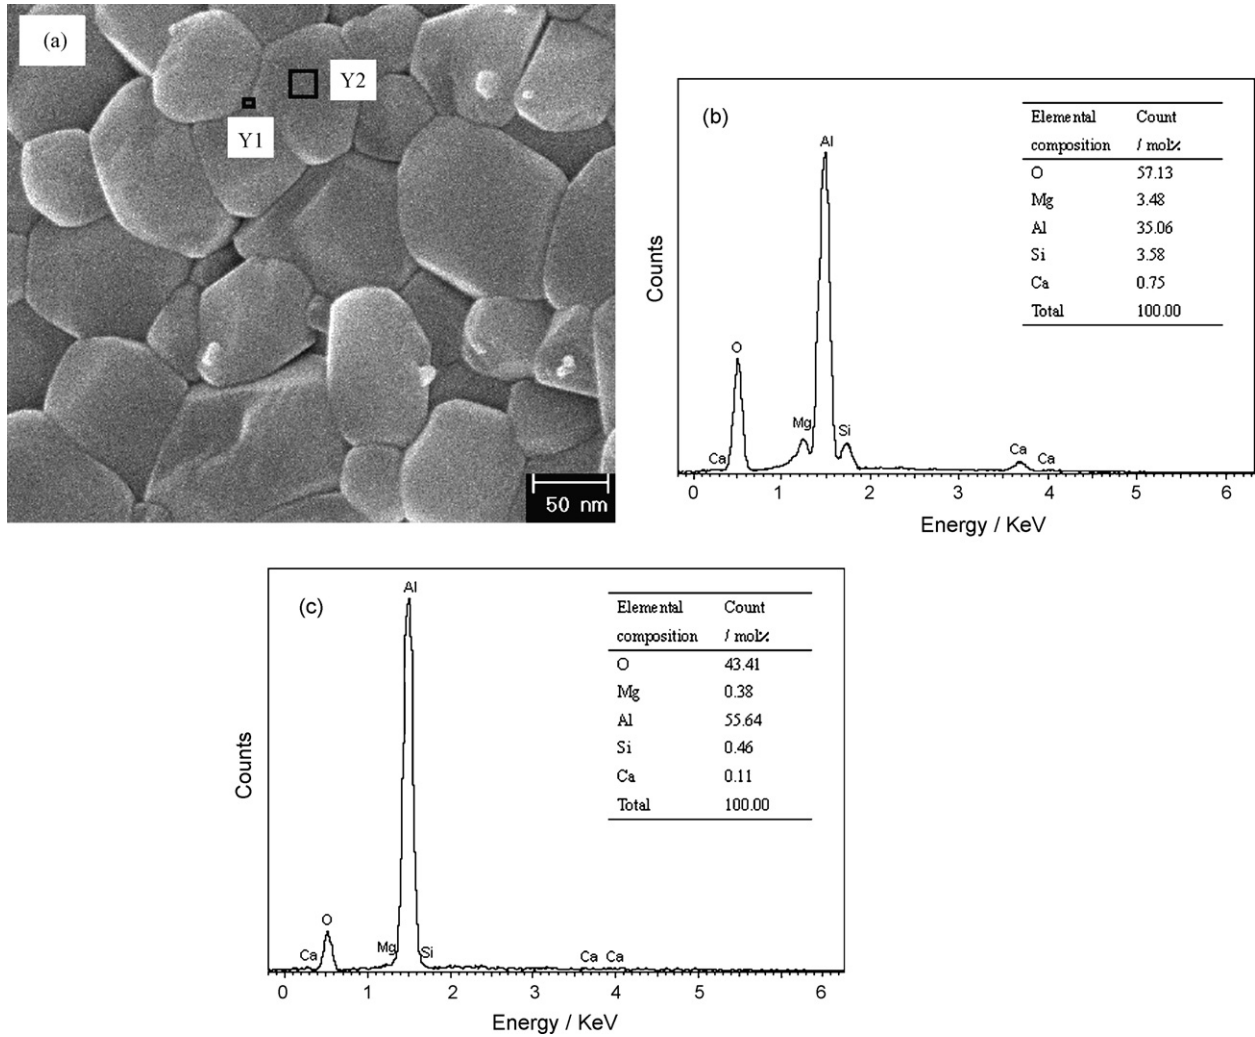 (a)
Y2
Y1
50 nm
(b)
Al
O
Mg
Si
Ca
Ca
Ca
Elemental Count
composition / mol%
O 57.13
Mg 3.48
Al 35.06
Si 3.58
Ca 0.75
Total 100.00
Counts
0 1 2 3 4 5 6
Energy / KeV
(c)
Al
O
Ca
Mg
Si
Ca Ca
Elemental Count
composition / mol%
O 43.41
Mg 0.38
Al 55.64
Si 0.46
Ca 0.11
Total 100.00
Counts
0 1 2 3 4 5 6
Energy / KeV